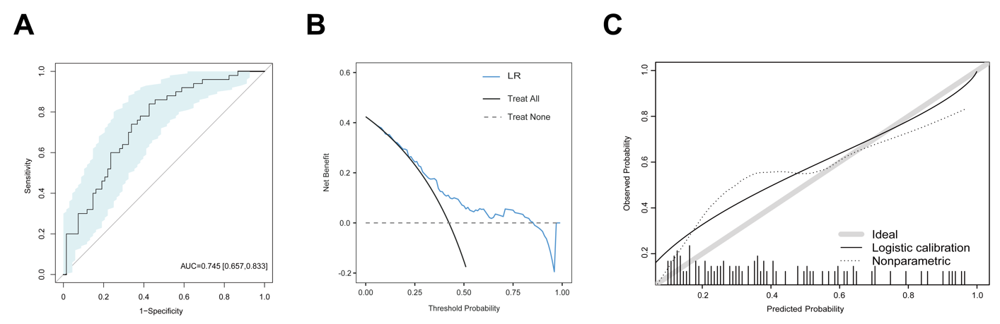 A
B
C
1.0
0.8
0.6
0.4
0.2
0.0
Sensitivity
AUC=0.745 [0.657,0.833]
0
0.2
0.4
0.6
0.8
1.0
1−Specificity
0.6
0.4
0.2
0.0
-0.2
Net Benefit
LR
Treat All
Treat None
0.00
0.25
0.50
0.75
1.00
Threshold Probability
1.0
0.8
0.6
0.4
0.2
Observed Probability
Ideal
Logistic calibration
Nonparametric
0.2
0.4
0.6
0.8
1.0
Predicted Probability